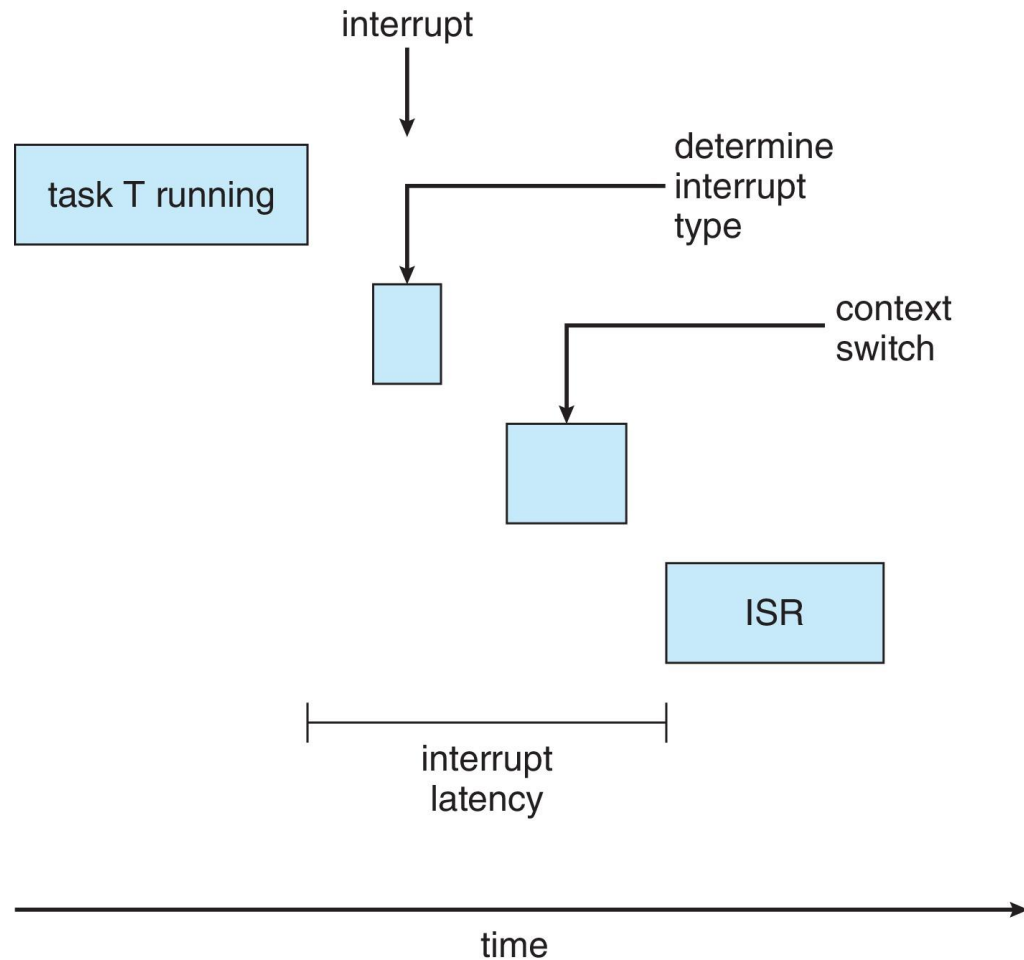 interrupt
task T running
determine
interrupt
type
context
switch
ISR
interrupt
latency
time